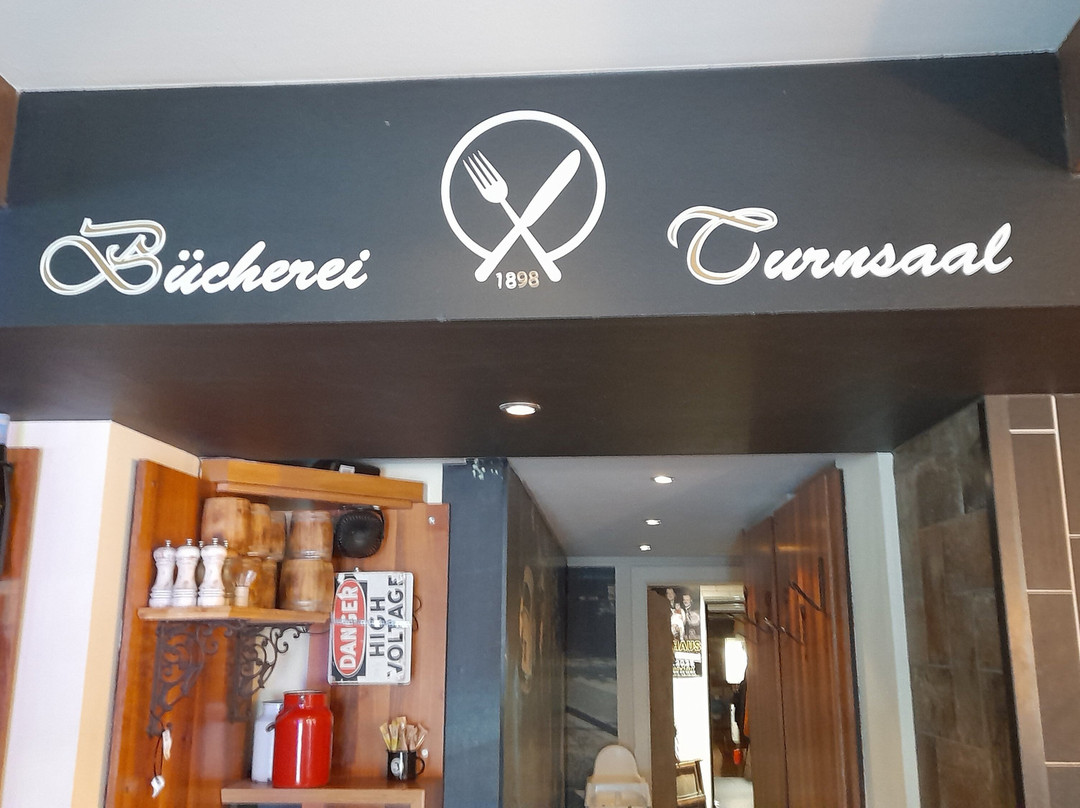 Bücherei
1898
Turnsaal
DANGER
HIGH
VOLTAGE